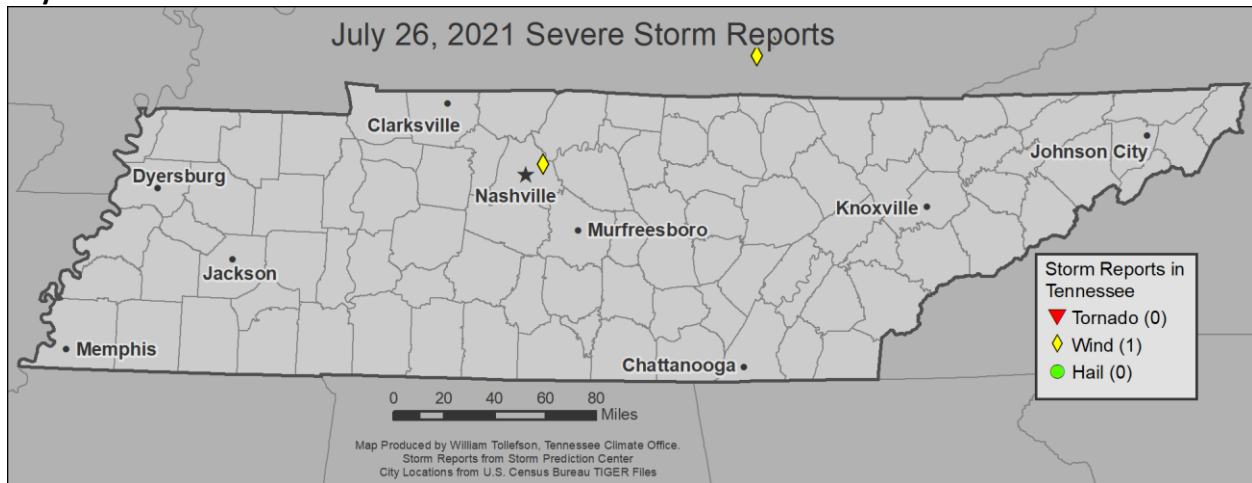 July 26, 2021 Severe Storm Reports
Clarksville
Dyersburg
Nashville
Johnson City
Knoxville
Murfreesboro
Jackson
Memphis
Chattanooga
Storm Reports in
Tennessee
Tornado (0)
Wind (1)
Hail (0)
0 20 40 60 80
Miles
Map Produced by William Tollefson, Tennessee Climate Office.
Storm Reports from Storm Prediction Center
City Locations from U.S. Census Bureau TIGER Files